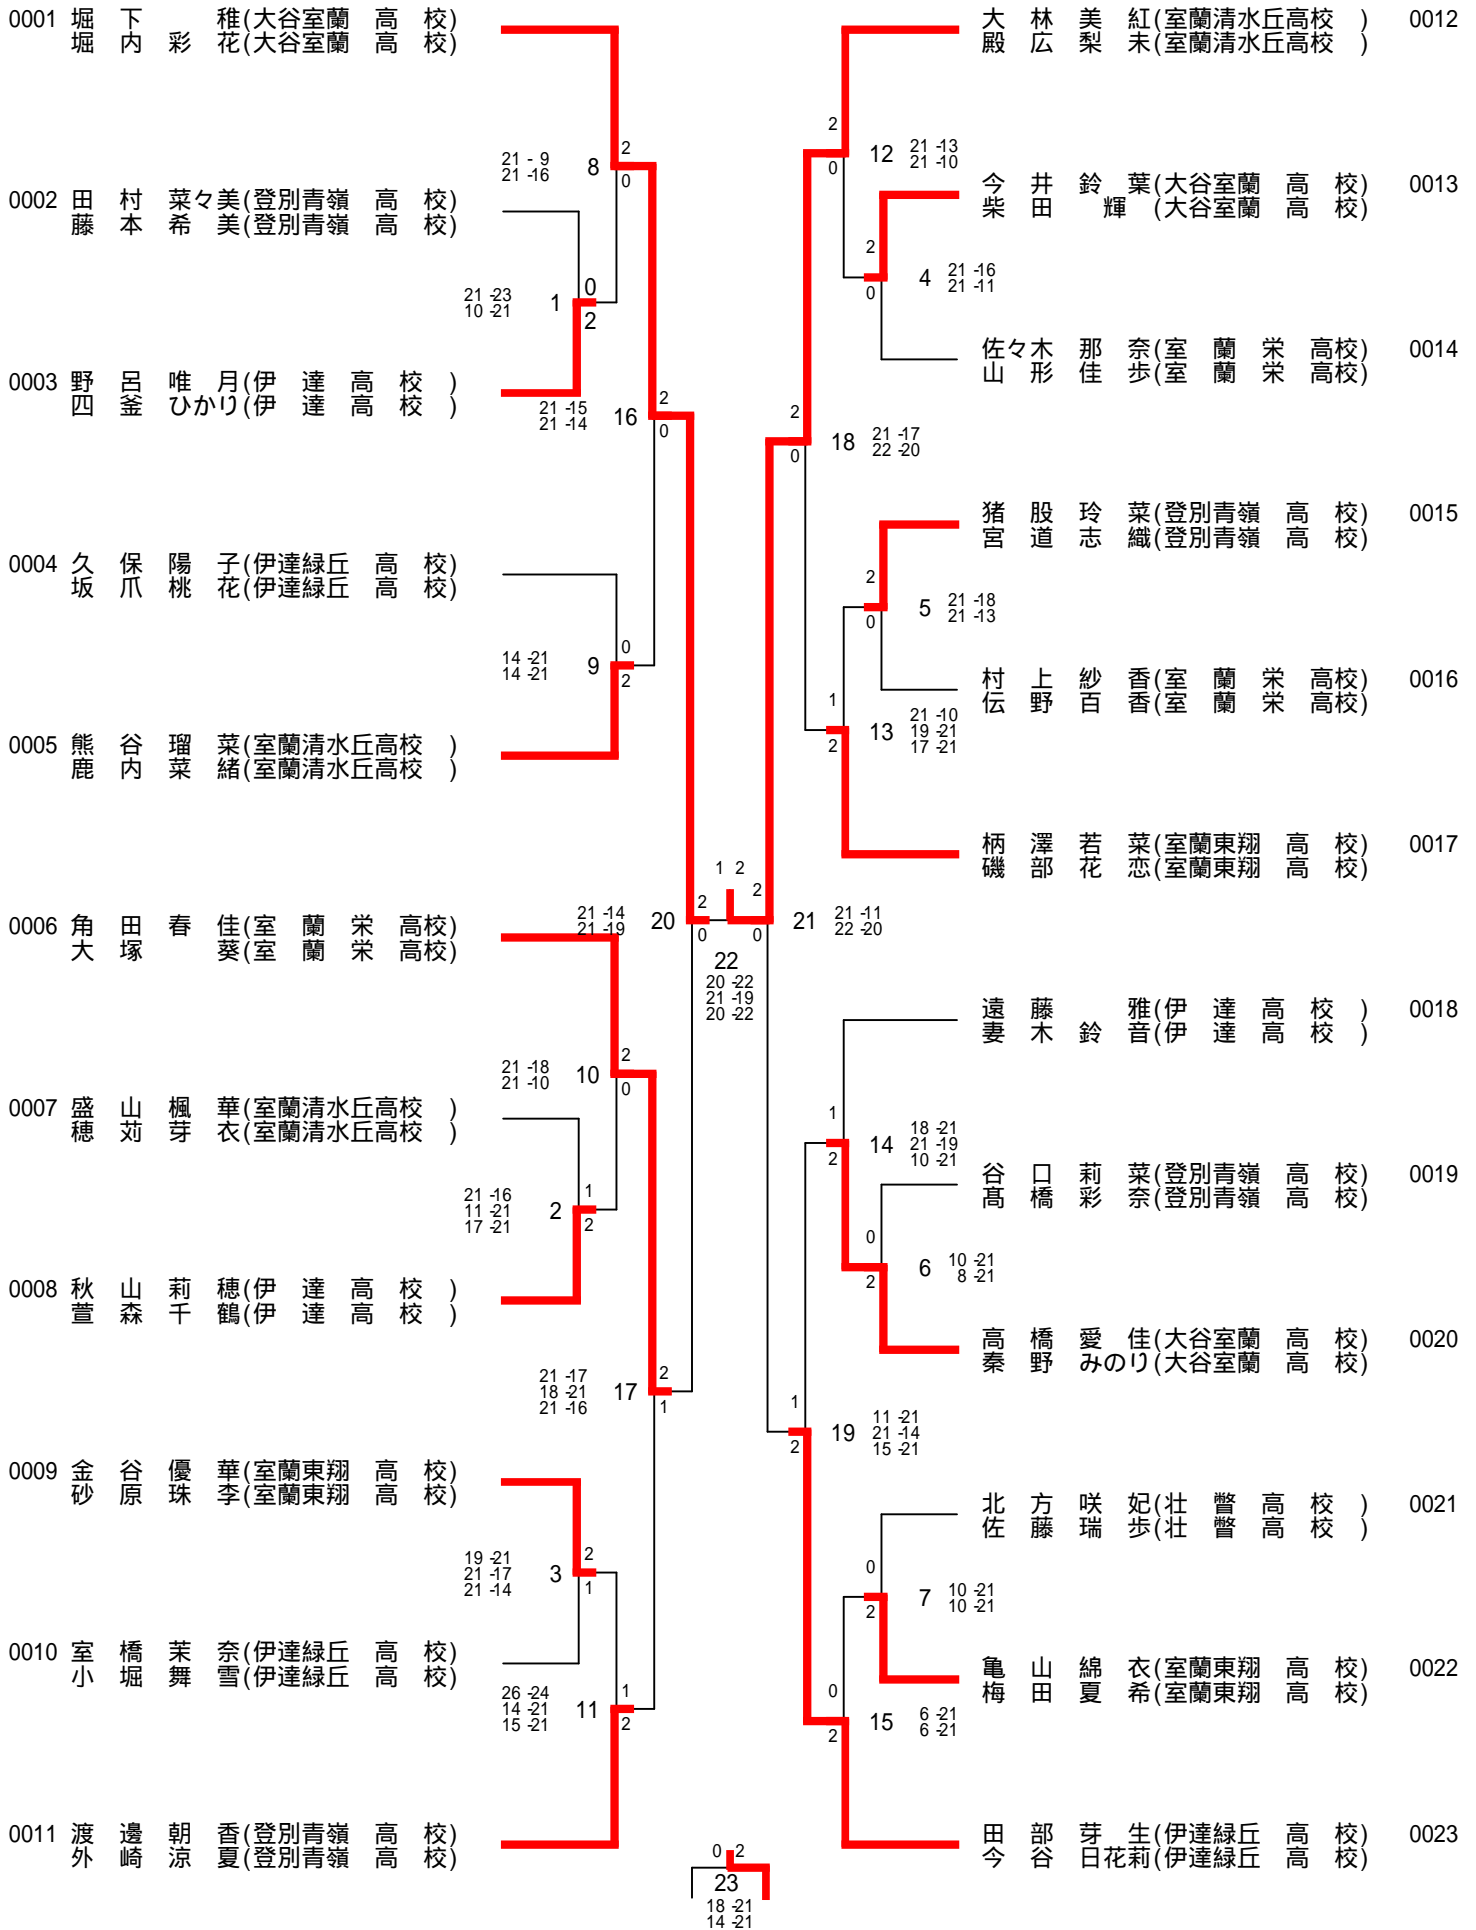 0001 堀　下　　　稚(大谷室蘭　高　校)
堀　内　彩　花(大谷室蘭　高　校)
2
8
0
21 - 9
21 -16
0002 田　村　菜々美(登別青嶺　高　校)
藤　本　希　美(登別青嶺　高　校)
0
1
2
21 -23
10 -21
0003 野　呂　唯　月(伊　達　高　校　)
四　釜　ひかり(伊　達　高　校　)
2
16
0
21 -15
21 -14
0004 久　保　陽　子(伊達緑丘　高　校)
坂　爪　桃　花(伊達緑丘　高　校)
0
9
2
14 -21
14 -21
0005 熊　谷　瑠　菜(室蘭清水丘高校　)
鹿　内　菜　緒(室蘭清水丘高校　)
2
20
0
21 -14
21 -19
0006 角　田　春　佳(室　蘭　栄　高校)
大　塚　　　葵(室　蘭　栄　高校)
2
10
0
21 -18
21 -10
0007 盛　山　楓　華(室蘭清水丘高校　)
穂　苅　芽　衣(室蘭清水丘高校　)
1
2
2
21 -16
11 -21
17 -21
0008 秋　山　莉　穂(伊　達　高　校　)
萱　森　千　鶴(伊　達　高　校　)
2
17
1
21 -17
18 -21
21 -16
0009 金　谷　優　華(室蘭東翔　高　校)
砂　原　珠　李(室蘭東翔　高　校)
2
3
1
19 -21
21 -17
21 -14
0010 室　橋　茉　奈(伊達緑丘　高　校)
小　堀　舞　雪(伊達緑丘　高　校)
1
11
2
26 -24
14 -21
15 -21
0011 渡　邊　朝　香(登別青嶺　高　校)
外　崎　涼　夏(登別青嶺　高　校)
1 2
22
20 -22
21 -19
20 -22
0 2
23
18 -21
14 -21
大　林　美　紅(室蘭清水丘高校　) 0012
殿　広　梨　未(室蘭清水丘高校　)
2
12
0
21 -13
21 -10
今　井　鈴　葉(大谷室蘭　高　校) 0013
柴　田　　輝　(大谷室蘭　高　校)
2
4
0
21 -16
21 -11
佐々木　那　奈(室　蘭　栄　高校) 0014
山　形　佳　歩(室　蘭　栄　高校)
2
18
0
21 -17
22 -20
猪　股　玲　菜(登別青嶺　高　校) 0015
宮　道　志　織(登別青嶺　高　校)
2
5
0
21 -18
21 -13
村　上　紗　香(室　蘭　栄　高校) 0016
伝　野　百　香(室　蘭　栄　高校)
1
13
2
21 -10
19 -21
17 -21
柄　澤　若　菜(室蘭東翔　高　校) 0017
磯　部　花　恋(室蘭東翔　高　校)
2
21
0
21 -11
22 -20
遠　藤　　　雅(伊　達　高　校　) 0018
妻　木　鈴　音(伊　達　高　校　)
1
14
2
18 -21
21 -19
10 -21
谷　口　莉　菜(登別青嶺　高　校) 0019
髙　橋　彩　奈(登別青嶺　高　校)
0
6
2
10 -21
8 -21
高　橋　愛　佳(大谷室蘭　高　校) 0020
秦　野　みのり(大谷室蘭　高　校)
1
19
2
11 -21
21 -14
15 -21
北　方　咲　妃(壮　瞥　高　校　) 0021
佐　藤　瑞　歩(壮　瞥　高　校　)
0
7
2
10 -21
10 -21
亀　山　綿　衣(室蘭東翔　高　校) 0022
梅　田　夏　希(室蘭東翔　高　校)
0
15
2
6 -21
6 -21
田　部　芽　生(伊達緑丘　高　校) 0023
今　谷　日花莉(伊達緑丘　高　校)